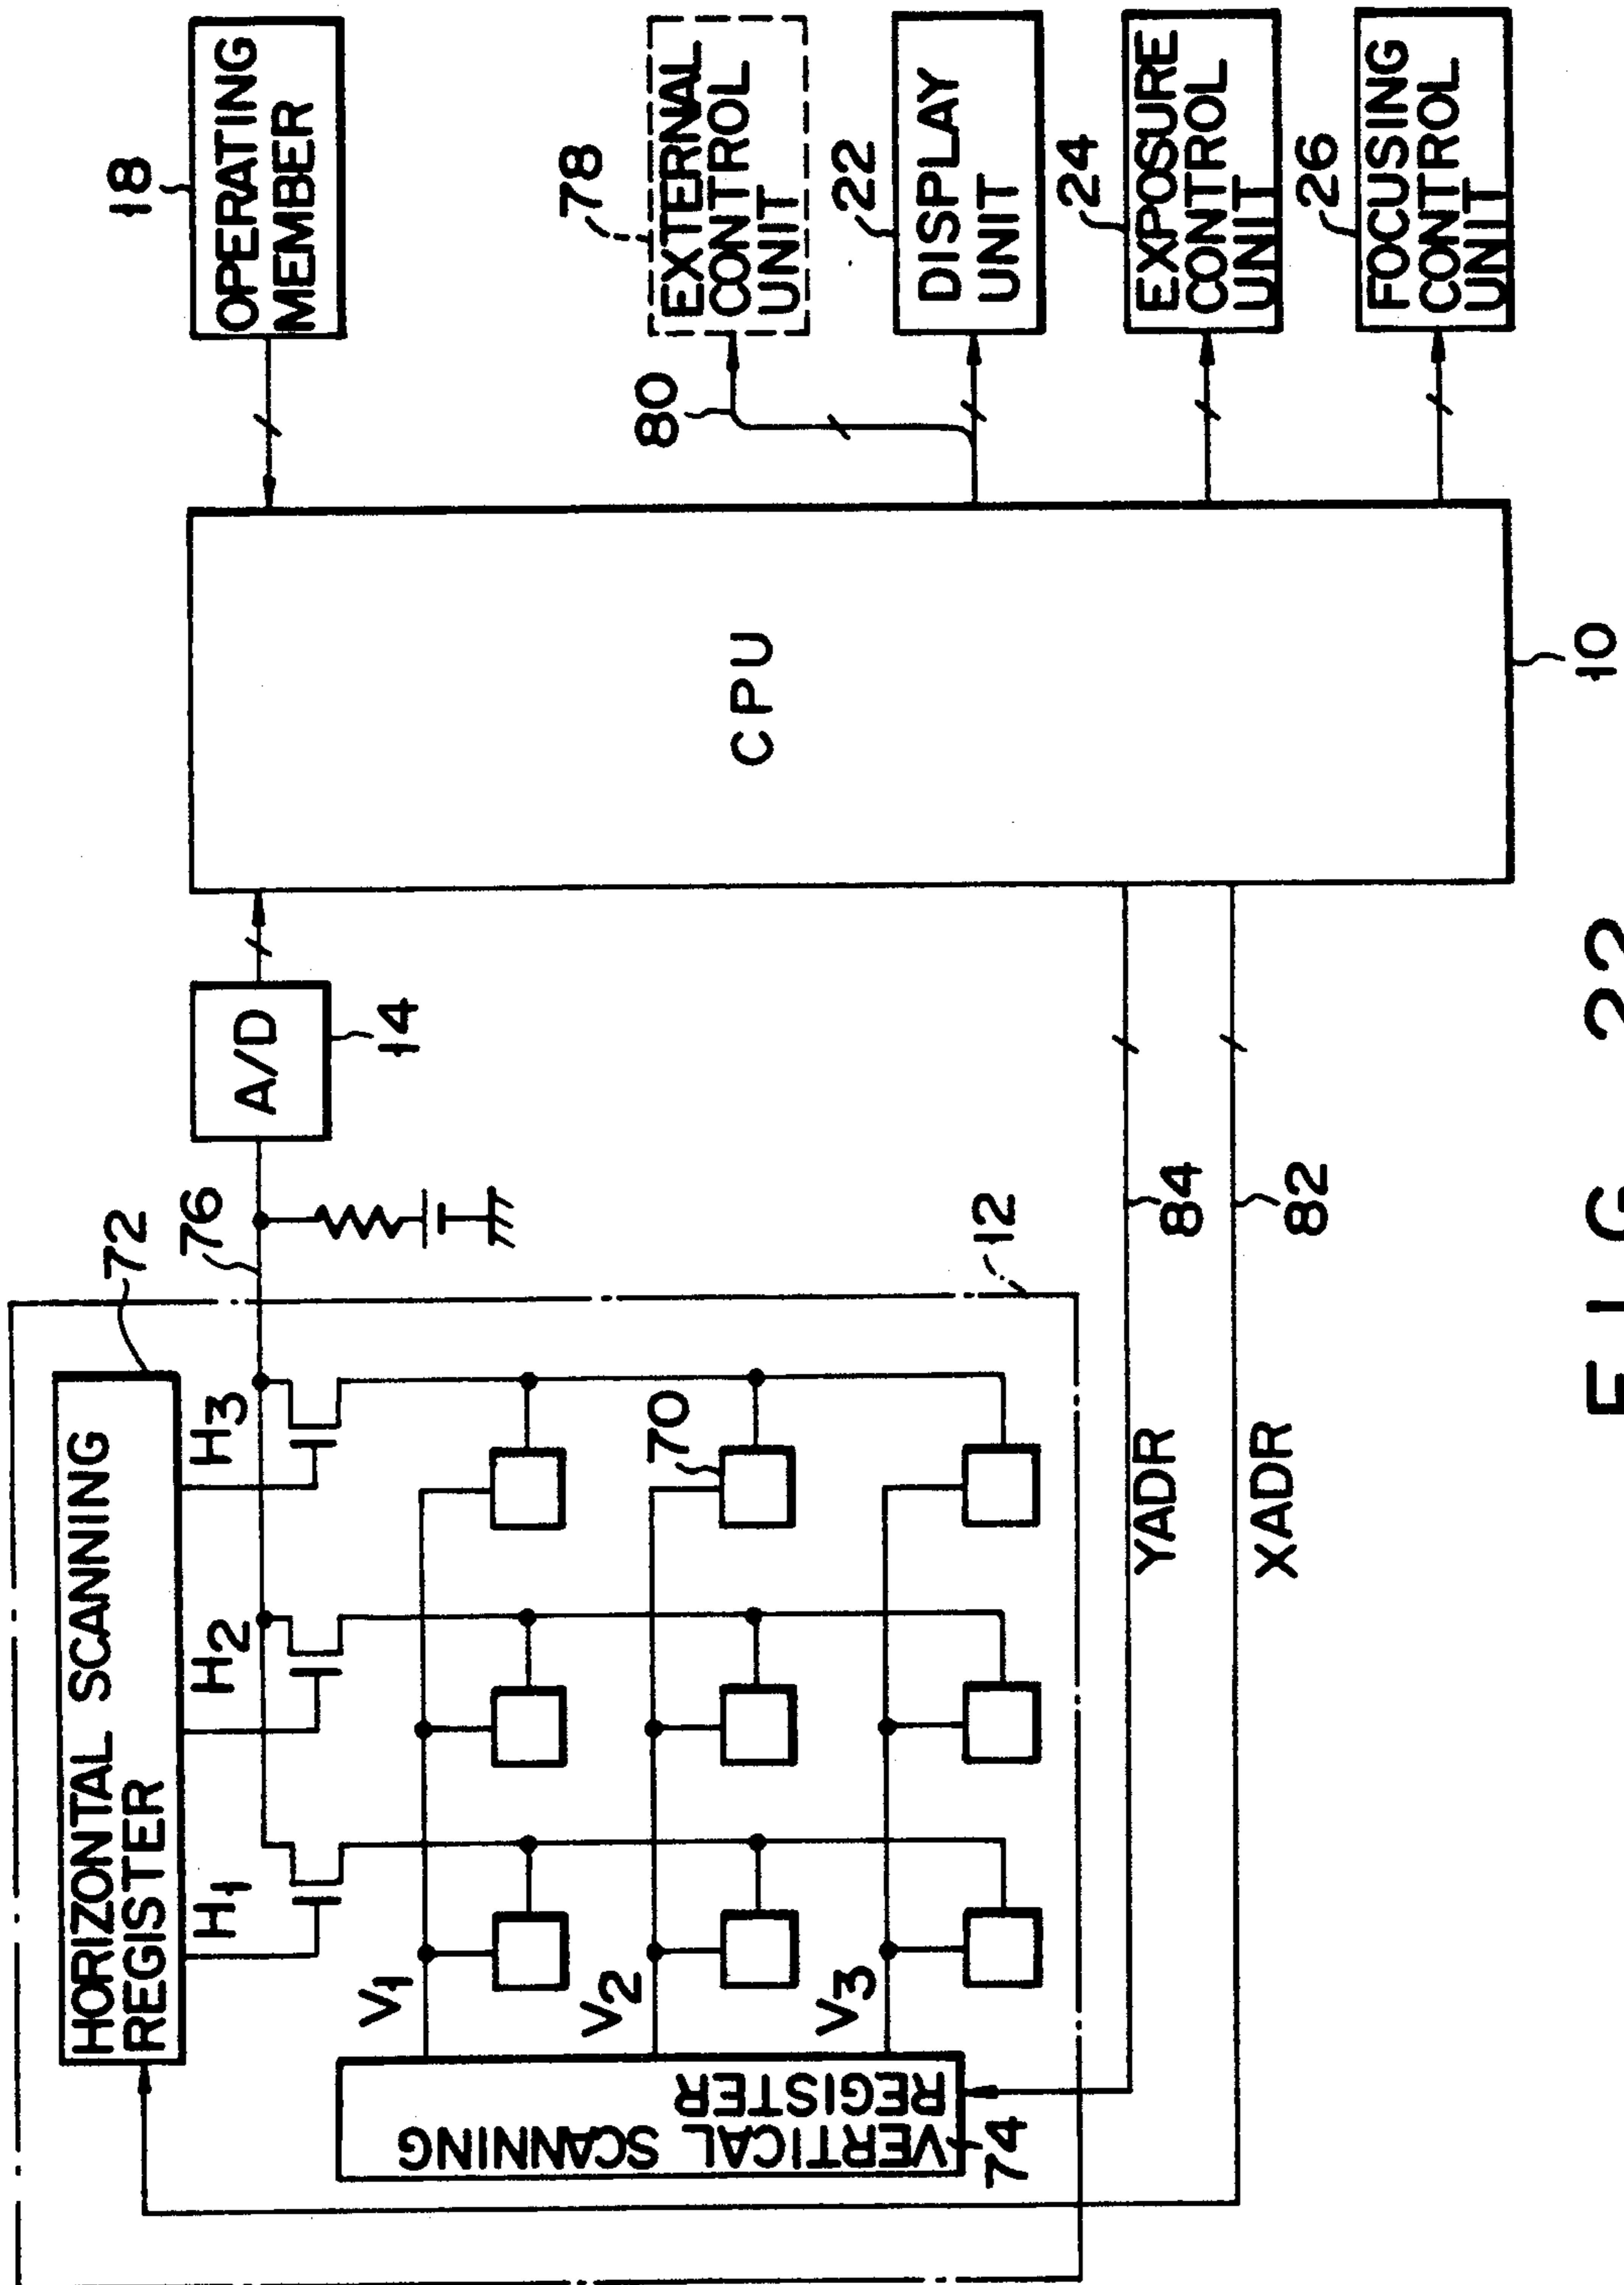 HORIZONTAL SCANNING
REGISTER
72
H1
H2
H3
76
A/D
14
V1
V2
V3
70
VERTICAL SCANNING
REGISTER
74
12
YADR
84
XADR
82
CPU
10
18
OPERATING
MEMBER
78
EXTERNAL
CONTROL
UNIT
80
22
DISPLAY
UNIT
24
EXPOSURE
CONTROL
UNIT
26
FOCUSING
CONTROL
UNIT
FIG. 22